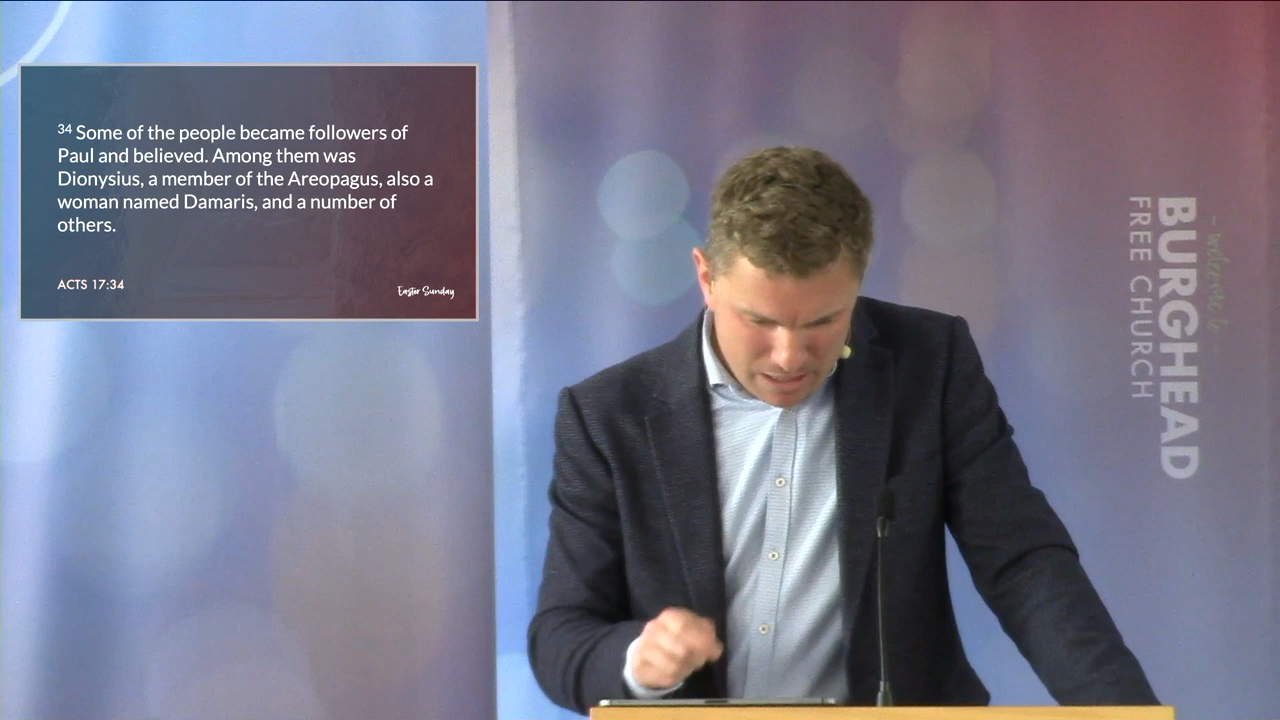 34 Some of the people became followers of
Paul and believed. Among them was
Dionysius, a member of the Areopagus, also a
woman named Damaris, and a number of
others.
ACTS 17:34
Easter Sunday
~ welcome to ~
BURGHEAD
FREE CHURCH